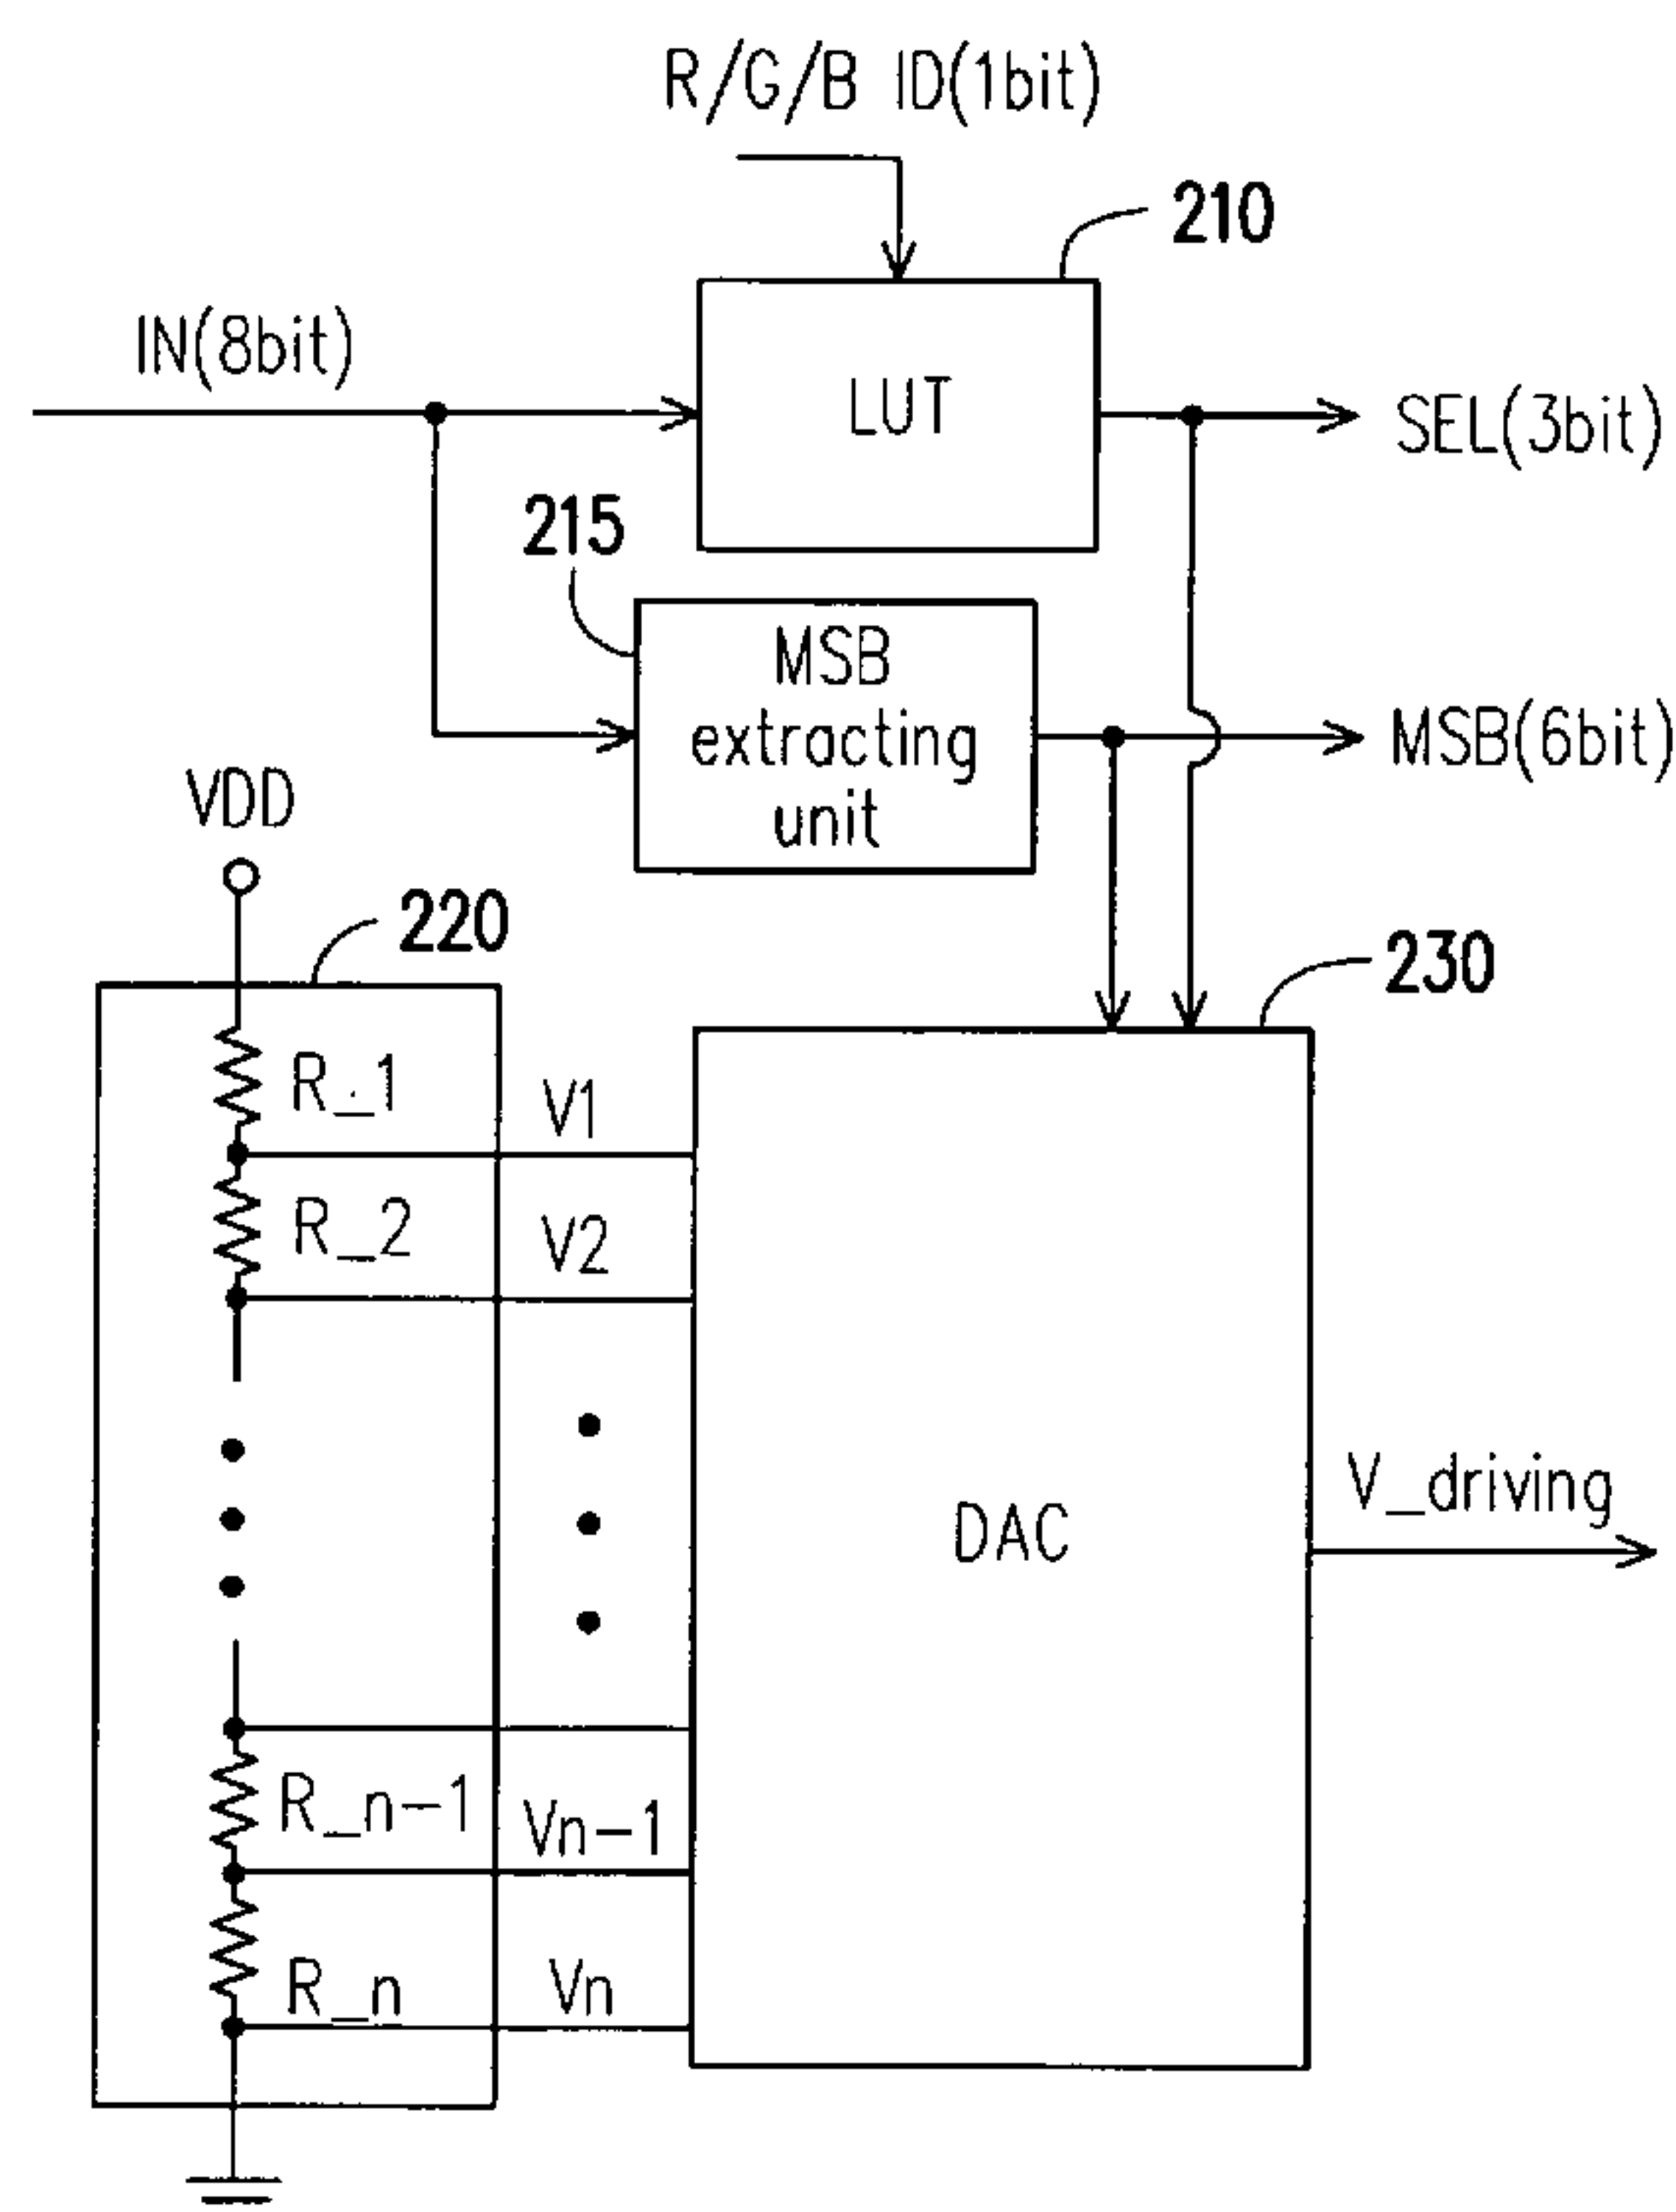 R/G/B ID(1bit)
210
IN(8bit)
LUT
SEL(3bit)
215
MSB
extracting
unit
MSB(6bit)
VDD
220
230
R_1
V1
R_2
V2
DAC
V_driving
R_n-1
Vn-1
R_n
Vn